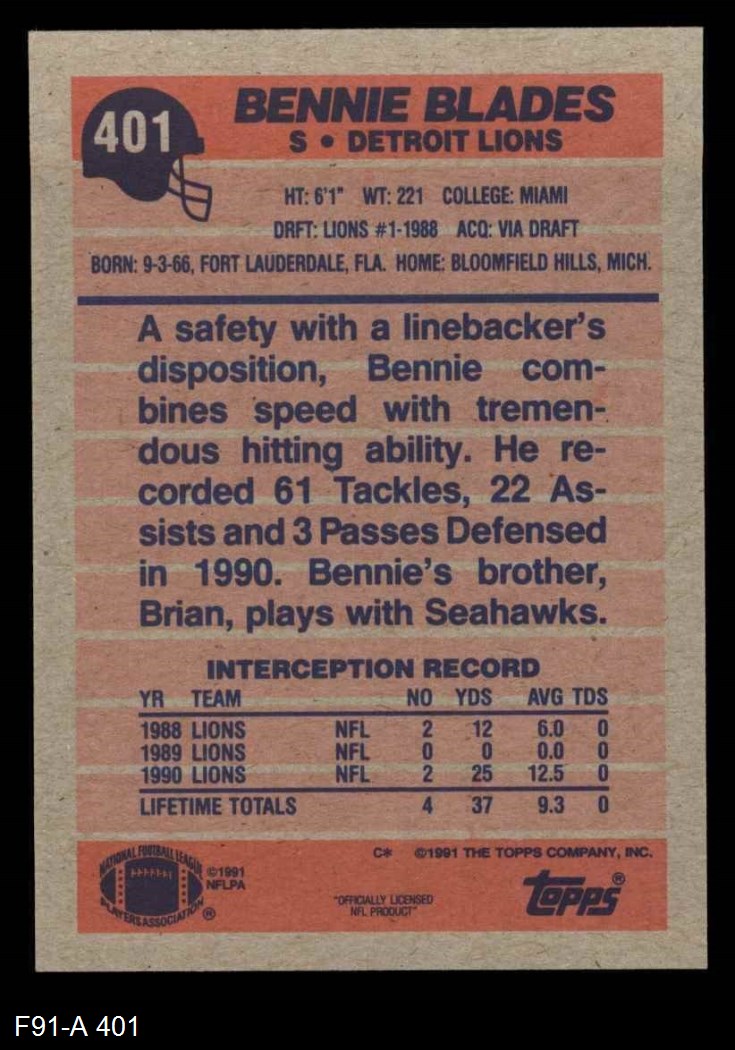 401
BENNIE BLADES
S • DETROIT LIONS
HT: 6'1" WT: 221 COLLEGE: MIAMI
DRFT: LIONS #1-1988 ACQ: VIA DRAFT
BORN: 9-3-66, FORT LAUDERDALE, FLA. HOME: BLOOMFIELD HILLS, MICH.
A safety with a linebacker's
disposition, Bennie com-
bines speed with tremen-
dous hitting ability. He re-
corded 61 Tackles, 22 As-
sists and 3 Passes Defensed
in 1990. Bennie's brother,
Brian, plays with Seahawks.
INTERCEPTION RECORD
YR TEAM NO YDS AVG TDS
1988 LIONS NFL 2 12 6.0 0
1989 LIONS NFL 0 0 0.0 0
1990 LIONS NFL 2 25 12.5 0
LIFETIME TOTALS 4 37 9.3 0
C* ©1991 THE TOPPS COMPANY, INC.
NATIONAL FOOTBALL LEAGUE
PLAYERS ASSOCIATION ®
©1991
NFLPA
"OFFICIALLY LICENSED
NFL PRODUCT"
topps®
F91-A 401